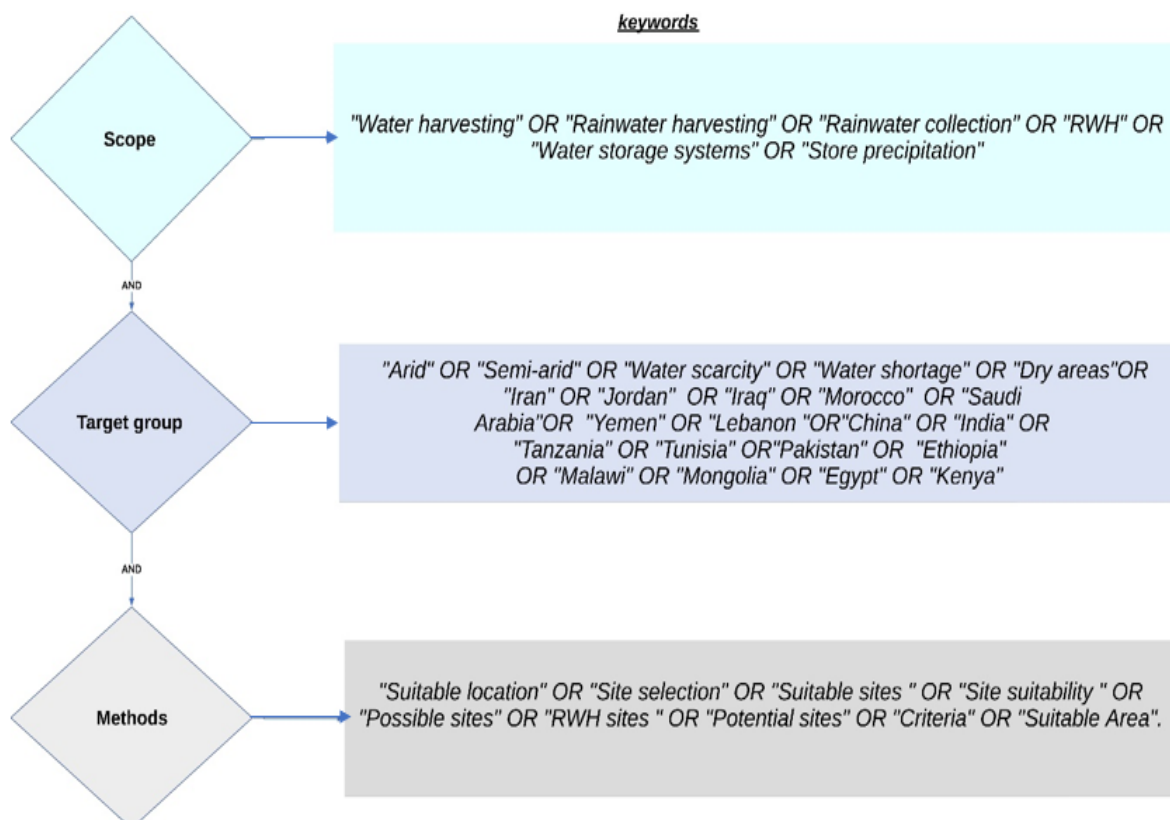 keywords
Scope
"Water harvesting" OR "Rainwater harvesting" OR "Rainwater collection" OR "RWH" OR
"Water storage systems" OR "Store precipitation"
AND
Target group
"Arid" OR "Semi-arid" OR "Water scarcity" OR "Water shortage" OR "Dry areas"OR
"Iran" OR "Jordan" OR "Iraq" OR "Morocco" OR "Saudi
Arabia"OR "Yemen" OR "Lebanon "OR"China" OR "India" OR
"Tanzania" OR "Tunisia" OR"Pakistan" OR "Ethiopia"
OR "Malawi" OR "Mongolia" OR "Egypt" OR "Kenya"
AND
Methods
"Suitable location" OR "Site selection" OR "Suitable sites " OR "Site suitability " OR
"Possible sites" OR "RWH sites " OR "Potential sites" OR "Criteria" OR "Suitable Area".